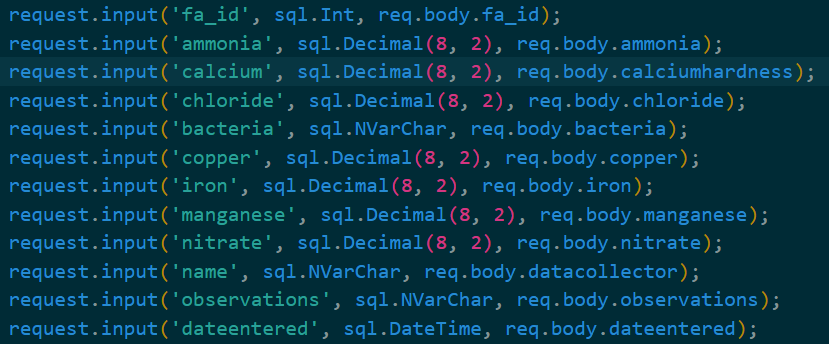 request.input('fa_id', sql.Int, req.body.fa_id);
request.input('ammonia', sql.Decimal(8, 2), req.body.ammonia);
request.input('calcium', sql.Decimal(8, 2), req.body.calciumhardness);
request.input('chloride', sql.Decimal(8, 2), req.body.chloride);
request.input('bacteria', sql.NVarChar, req.body.bacteria);
request.input('copper', sql.Decimal(8, 2), req.body.copper);
request.input('iron', sql.Decimal(8, 2), req.body.iron);
request.input('manganese', sql.Decimal(8, 2), req.body.manganese);
request.input('nitrate', sql.Decimal(8, 2), req.body.nitrate);
request.input('name', sql.NVarChar, req.body.datacollector);
request.input('observations', sql.NVarChar, req.body.observations);
request.input('dateentered', sql.DateTime, req.body.dateentered);